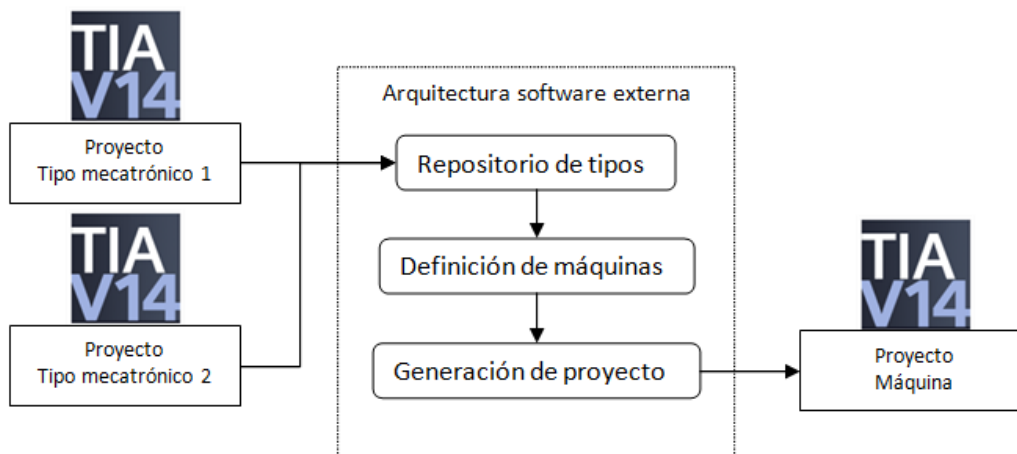 TIA
V14
Proyecto
Tipo mecatrónico 1
TIA
V14
Proyecto
Tipo mecatrónico 2
Arquitectura software externa
Repositorio de tipos
Definición de máquinas
Generación de proyecto
TIA
V14
Proyecto
Máquina